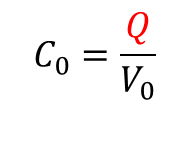 C₀ = Q/V₀